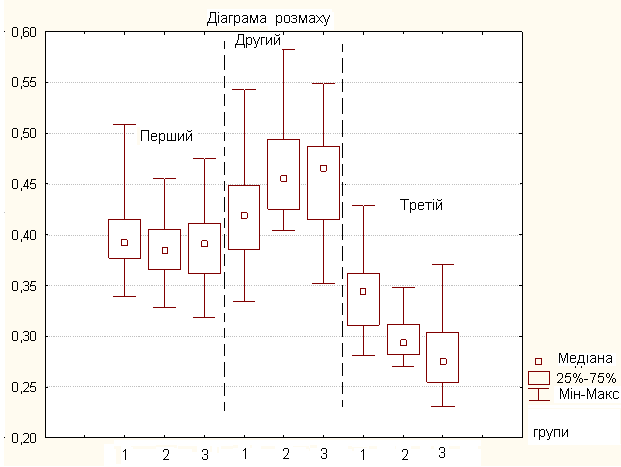 Діаграма розмаху
Другий
Перший
Третій
0,60
0,55
0,50
0,45
0,40
0,35
0,30
0,25
0,20
1 2 3 1 2 3 1 2 3
Медіана
25%-75%
Мін-Макс
групи